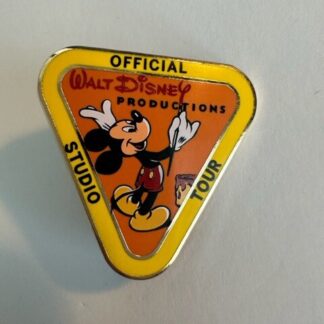 OFFICIAL
WALT DISNEY
PRODUCTIONS
STUDIO
TOUR